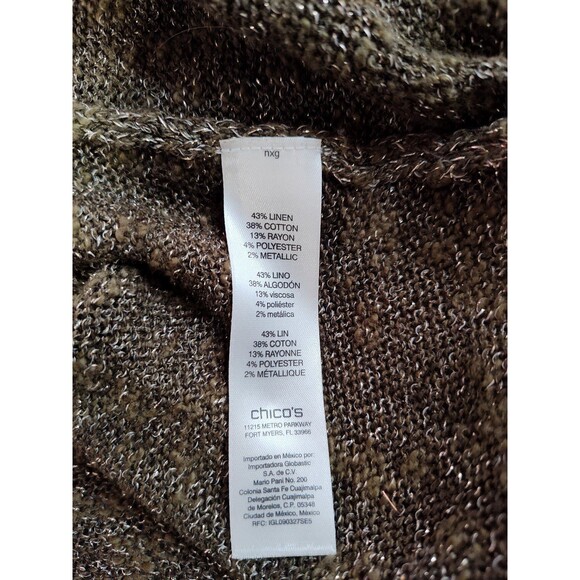 nxg
43% LINEN
38% COTTON
13% RAYON
4% POLYESTER
2% METALLIC
43% LINO
38% ALGODÓN
13% viscosa
4% poliéster
2% metálica
43% LIN
38% COTON
13% RAYONNE
4% POLYESTER
2% MÉTALLIQUE
chico's
11215 METRO PARKWAY
FORT MYERS, FL 33966
Importado en México por:
Importadora Globastic
S.A. de C.V.
Mario Pani No. 200
Colonia Santa Fe Cuajimalpa
Delegación Cuajimalpa
de Morelos, C.P. 05348
Ciudad de México, México
RFC: IGL090327SE5